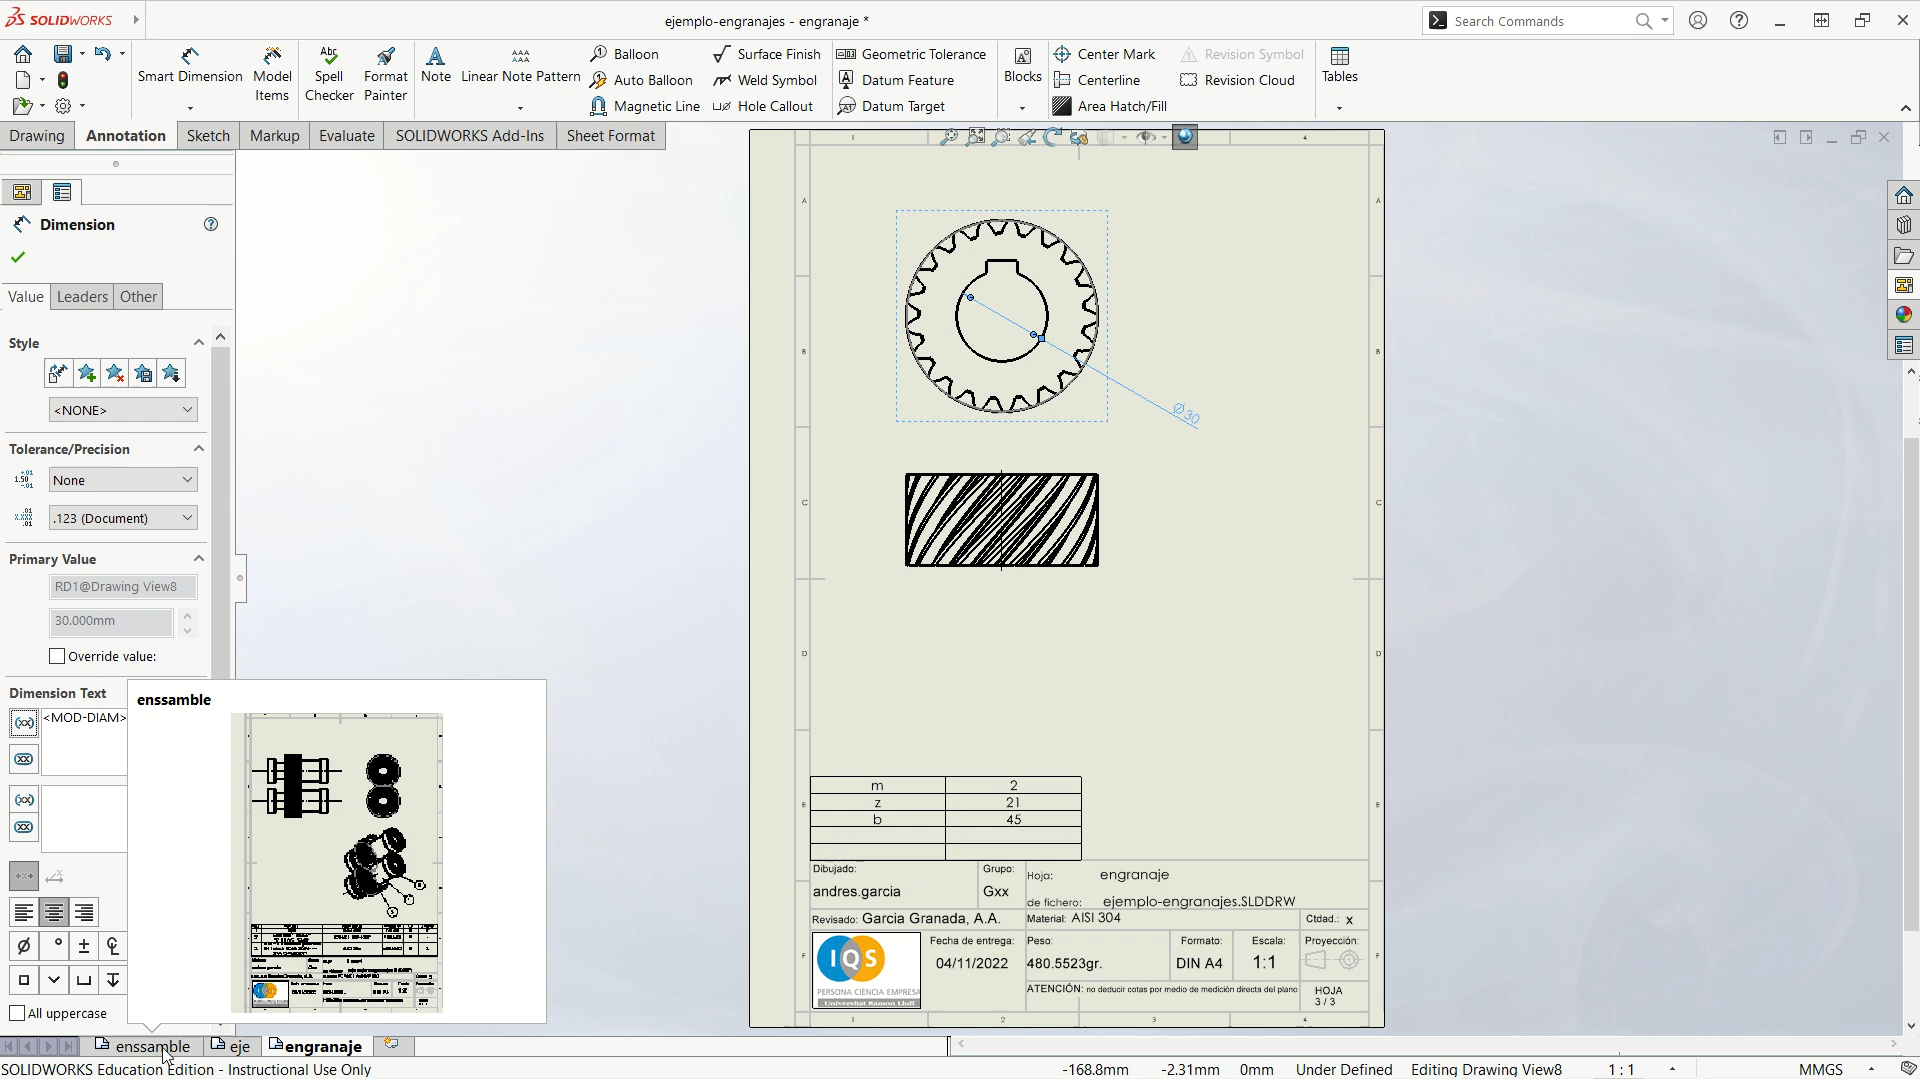 SOLIDWORKS
ejemplo-engranajes - engranaje *
Search Commands
Smart Dimension
Model Items
Spell Checker
Format Painter
Note
Linear Note Pattern
Balloon
Auto Balloon
Magnetic Line
Surface Finish
Weld Symbol
Hole Callout
Geometric Tolerance
Datum Feature
Datum Target
Blocks
Center Mark
Centerline
Area Hatch/Fill
Revision Symbol
Revision Cloud
Tables
Drawing
Annotation
Sketch
Markup
Evaluate
SOLIDWORKS Add-Ins
Sheet Format
Dimension
Value
Leaders
Other
Style
<NONE>
Tolerance/Precision
None
.123 (Document)
Primary Value
RD1@Drawing View8
30.000mm
Override value:
Dimension Text
<MOD-DIAM>
All uppercase
enssamble
Ø30
m 2
z 21
b 45
Dibujado:
andres.garcia
Grupo:
Gxx
Hoja: engranaje
de fichero: ejemplo-engranajes.SLDDRW
Revisado: Garcia Granada, A.A.
Material: AISI 304
Ctdad.: x
IQS
PERSONA CIENCIA EMPRESA
Universitat Ramon Llull
Fecha de entrega:
04/11/2022
Peso:
480.5523gr.
Formato:
DIN A4
Escala:
1:1
Proyección:
ATENCIÓN: no deducir cotas por medio de medición directa del plano
HOJA
3 / 3
enssamble
eje
engranaje
SOLIDWORKS Education Edition - Instructional Use Only
-168.8mm
-2.31mm
0mm
Under Defined
Editing Drawing View8
1 : 1
MMGS